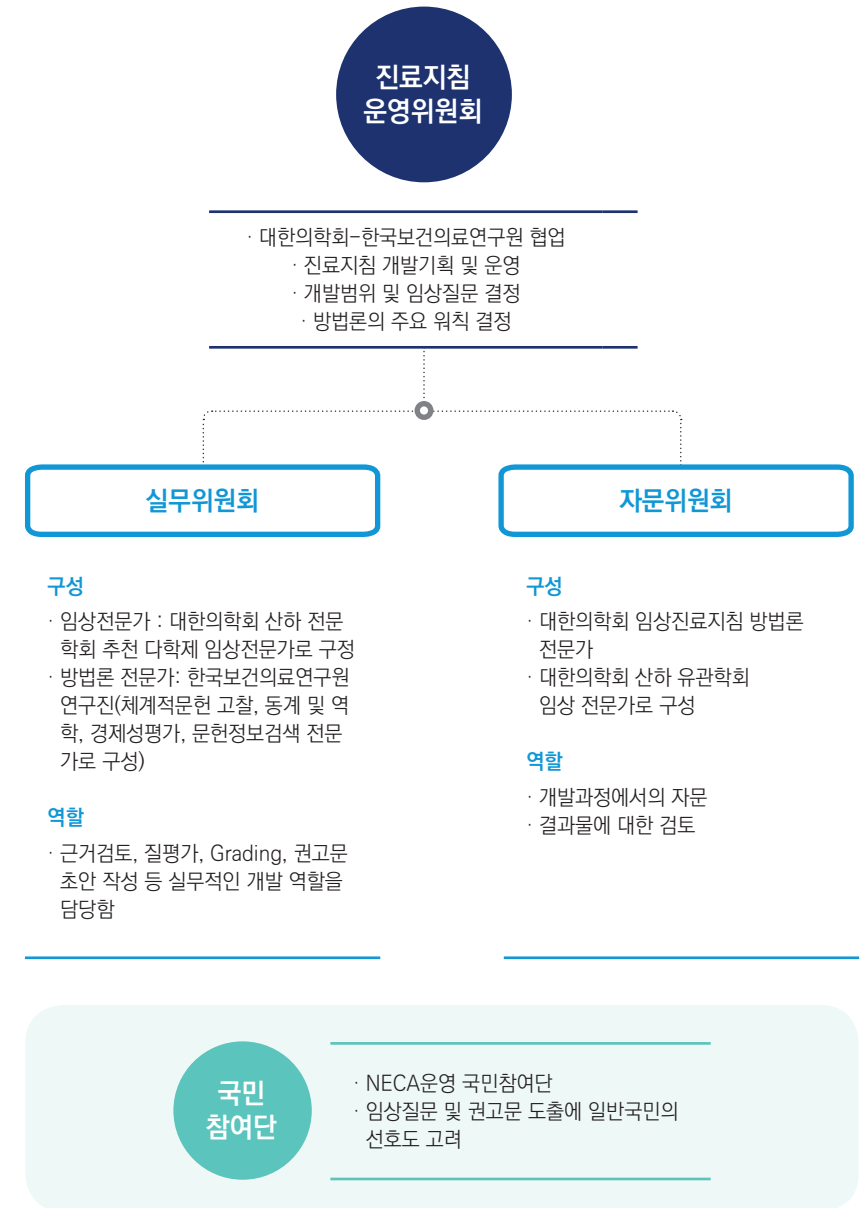 진료지침
운영위원회
· 대한의학회-한국보건의료연구원 협업
· 진료지침 개발기획 및 운영
· 개발범위 및 임상질문 결정
· 방법론의 주요 워칙 결정
실무위원회
구성
· 임상전문가 : 대한의학회 산하 전문
학회 추천 다학제 임상전문가로 구정
· 방법론 전문가: 한국보건의료연구원
연구진(체계적문헌 고찰, 동계 및 역
학, 경제성평가, 문헌정보검색 전문
가로 구성)
역할
· 근거검토, 질평가, Grading, 권고문
초안 작성 등 실무적인 개발 역할을
담당함
자문위원회
구성
· 대한의학회 임상진료지침 방법론
전문가
· 대한의학회 산하 유관학회
임상 전문가로 구성
역할
· 개발과정에서의 자문
· 결과물에 대한 검토
국민
참여단
· NECA운영 국민참여단
· 임상질문 및 권고문 도출에 일반국민의
선호도 고려